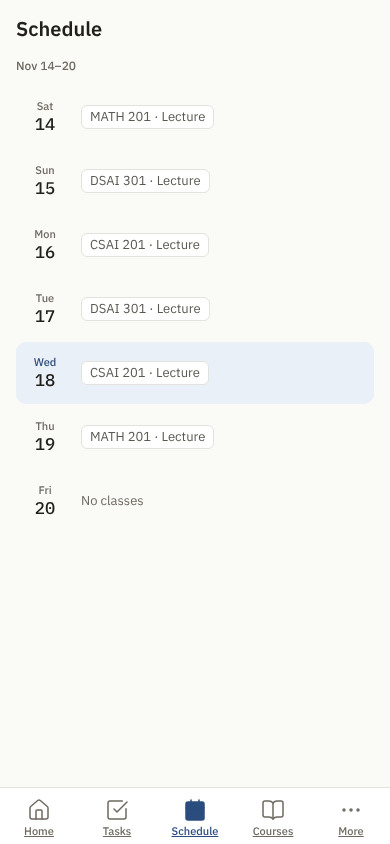 Schedule
Nov 14–20
Sat
14
MATH 201 · Lecture
Sun
15
DSAI 301 · Lecture
Mon
16
CSAI 201 · Lecture
Tue
17
DSAI 301 · Lecture
Wed
18
CSAI 201 · Lecture
Thu
19
MATH 201 · Lecture
Fri
20
No classes
Home
Tasks
Schedule
Courses
More